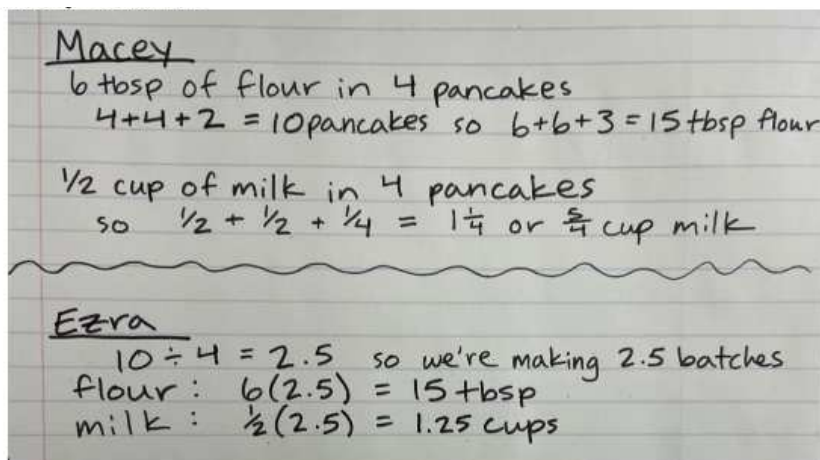 Macey
6 tbsp of flour in 4 pancakes
4+4+2 = 10 pancakes so 6+6+3 = 15 tbsp flour
1/2 cup of milk in 4 pancakes
so 1/2 + 1/2 + 1/4 = 1 1/4 or 5/4 cup milk
Ezra
10 ÷ 4 = 2.5 so we're making 2.5 batches
flour: 6(2.5) = 15 tbsp
milk: 1/2(2.5) = 1.25 cups